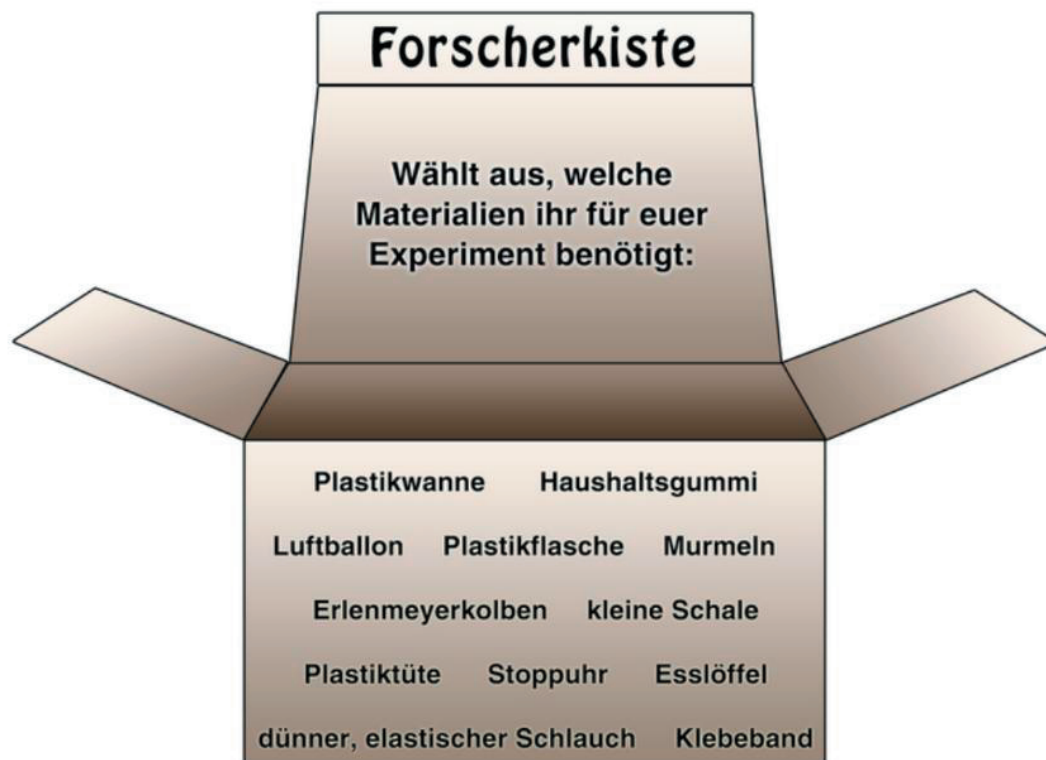 Forscherkiste
Wählt aus, welche
Materialien ihr für euer
Experiment benötigt:
Plastikwanne Haushaltsgummi
Luftballon Plastikflasche Murmeln
Erlenmeyerkolben kleine Schale
Plastiktüte Stoppuhr Esslöffel
dünner, elastischer Schlauch Klebeband